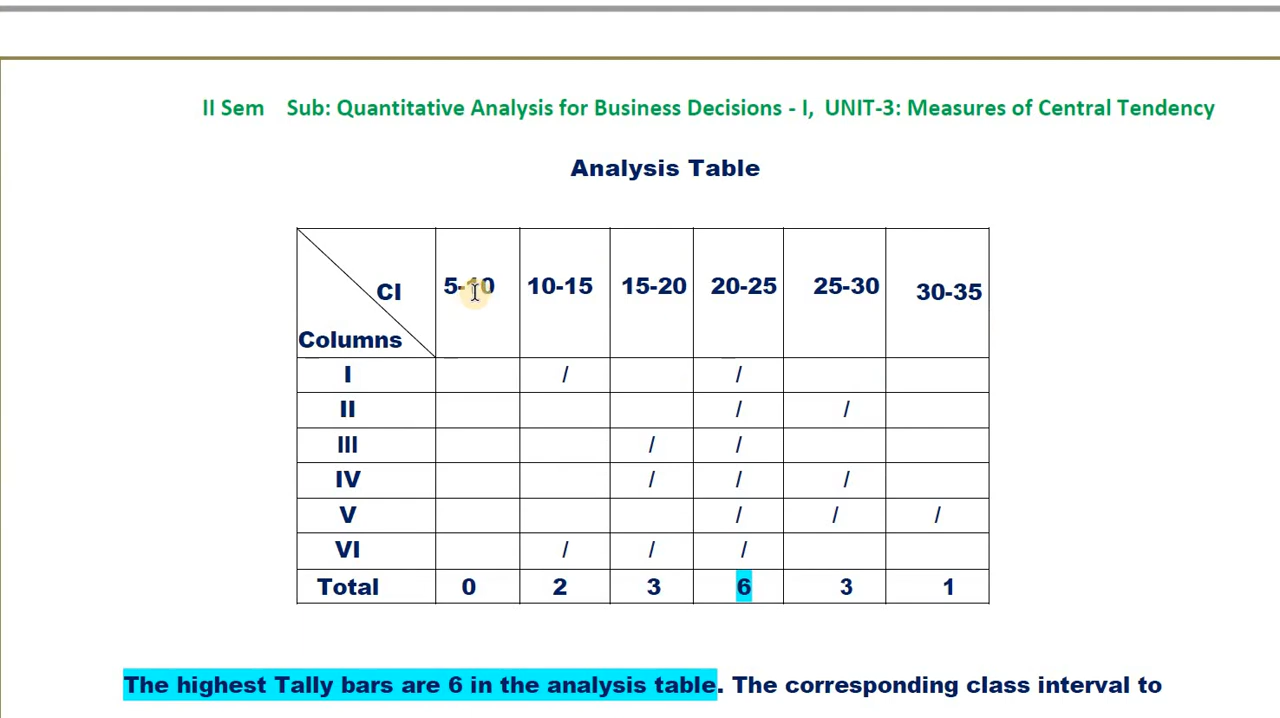 II Sem Sub: Quantitative Analysis for Business Decisions - I, UNIT-3: Measures of Central Tendency
Analysis Table
CI 5-10 10-15 15-20 20-25 25-30 30-35
Columns
I / /
II / /
III / /
IV / / /
V / / /
VI / / /
Total 0 2 3 6 3 1
The highest Tally bars are 6 in the analysis table. The corresponding class interval to